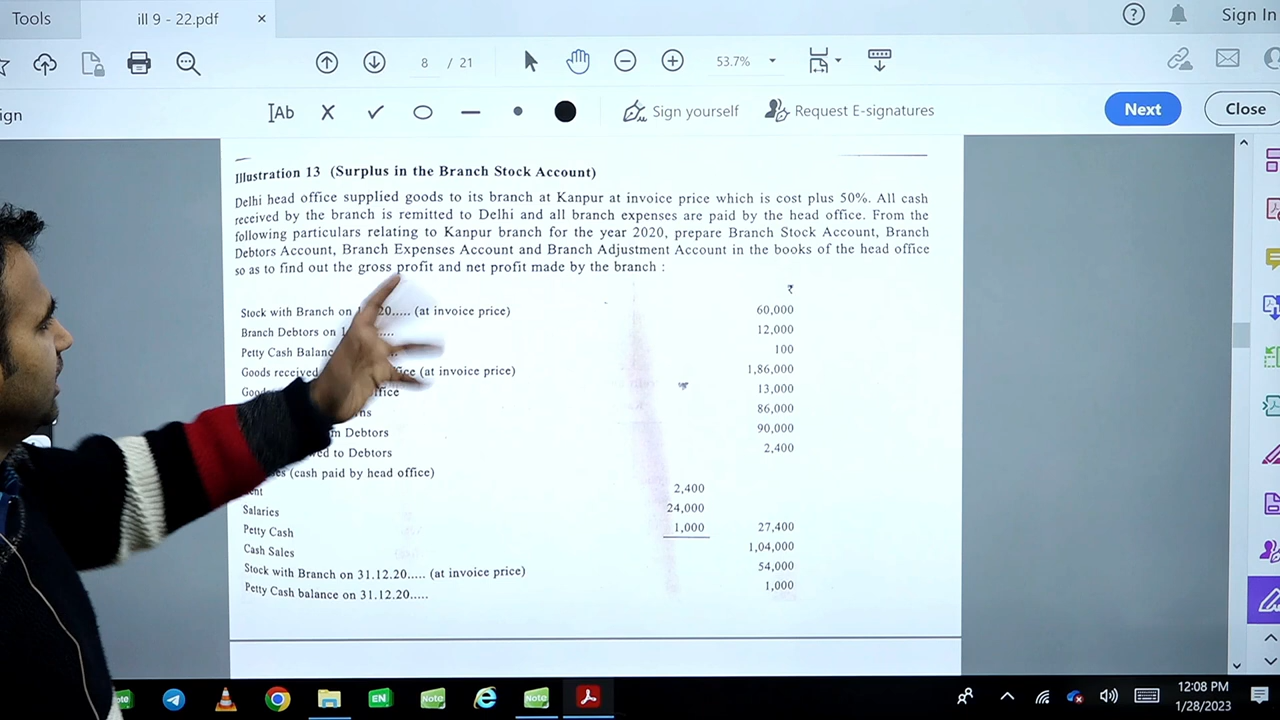 Tools
ill 9 - 22.pdf
×
Sign In
8 / 21
53.7%
ign
IAb
Sign yourself
Request E-signatures
Next
Close
Illustration 13 (Surplus in the Branch Stock Account)
Delhi head office supplied goods to its branch at Kanpur at invoice price which is cost plus 50%. All cash
received by the branch is remitted to Delhi and all branch expenses are paid by the head office. From the
following particulars relating to Kanpur branch for the year 2020, prepare Branch Stock Account, Branch
Debtors Account, Branch Expenses Account and Branch Adjustment Account in the books of the head office
so as to find out the gross profit and net profit made by the branch :
₹
Stock with Branch on 20..... (at invoice price) 60,000
Branch Debtors on 12,000
Petty Cash 100
Goods received (at invoice price) 1,86,000
13,000
86,000
Debtors 90,000
to Debtors 2,400
(cash paid by head office)
2,400
Salaries 24,000
Petty Cash 1,000 27,400
Cash Sales 1,04,000
Stock with Branch on 31.12.20..... (at invoice price) 54,000
Petty Cash balance on 31.12.20..... 1,000
EN
Note
Note
12:08 PM
1/28/2023